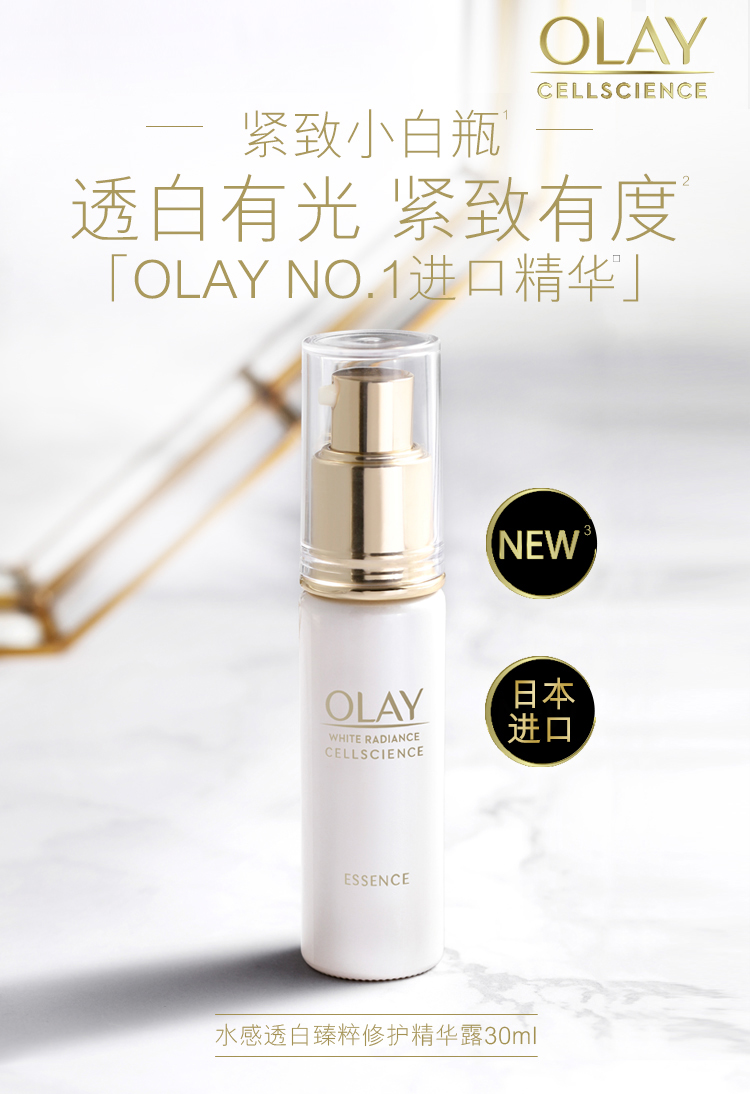 OLAY
CELLSCIENCE
紧致小白瓶1
透白有光 紧致有度2
「OLAY NO.1进口精华□」
NEW3
日本
进口
OLAY
WHITE RADIANCE
CELLSCIENCE
ESSENCE
水感透白臻粹修护精华露30ml